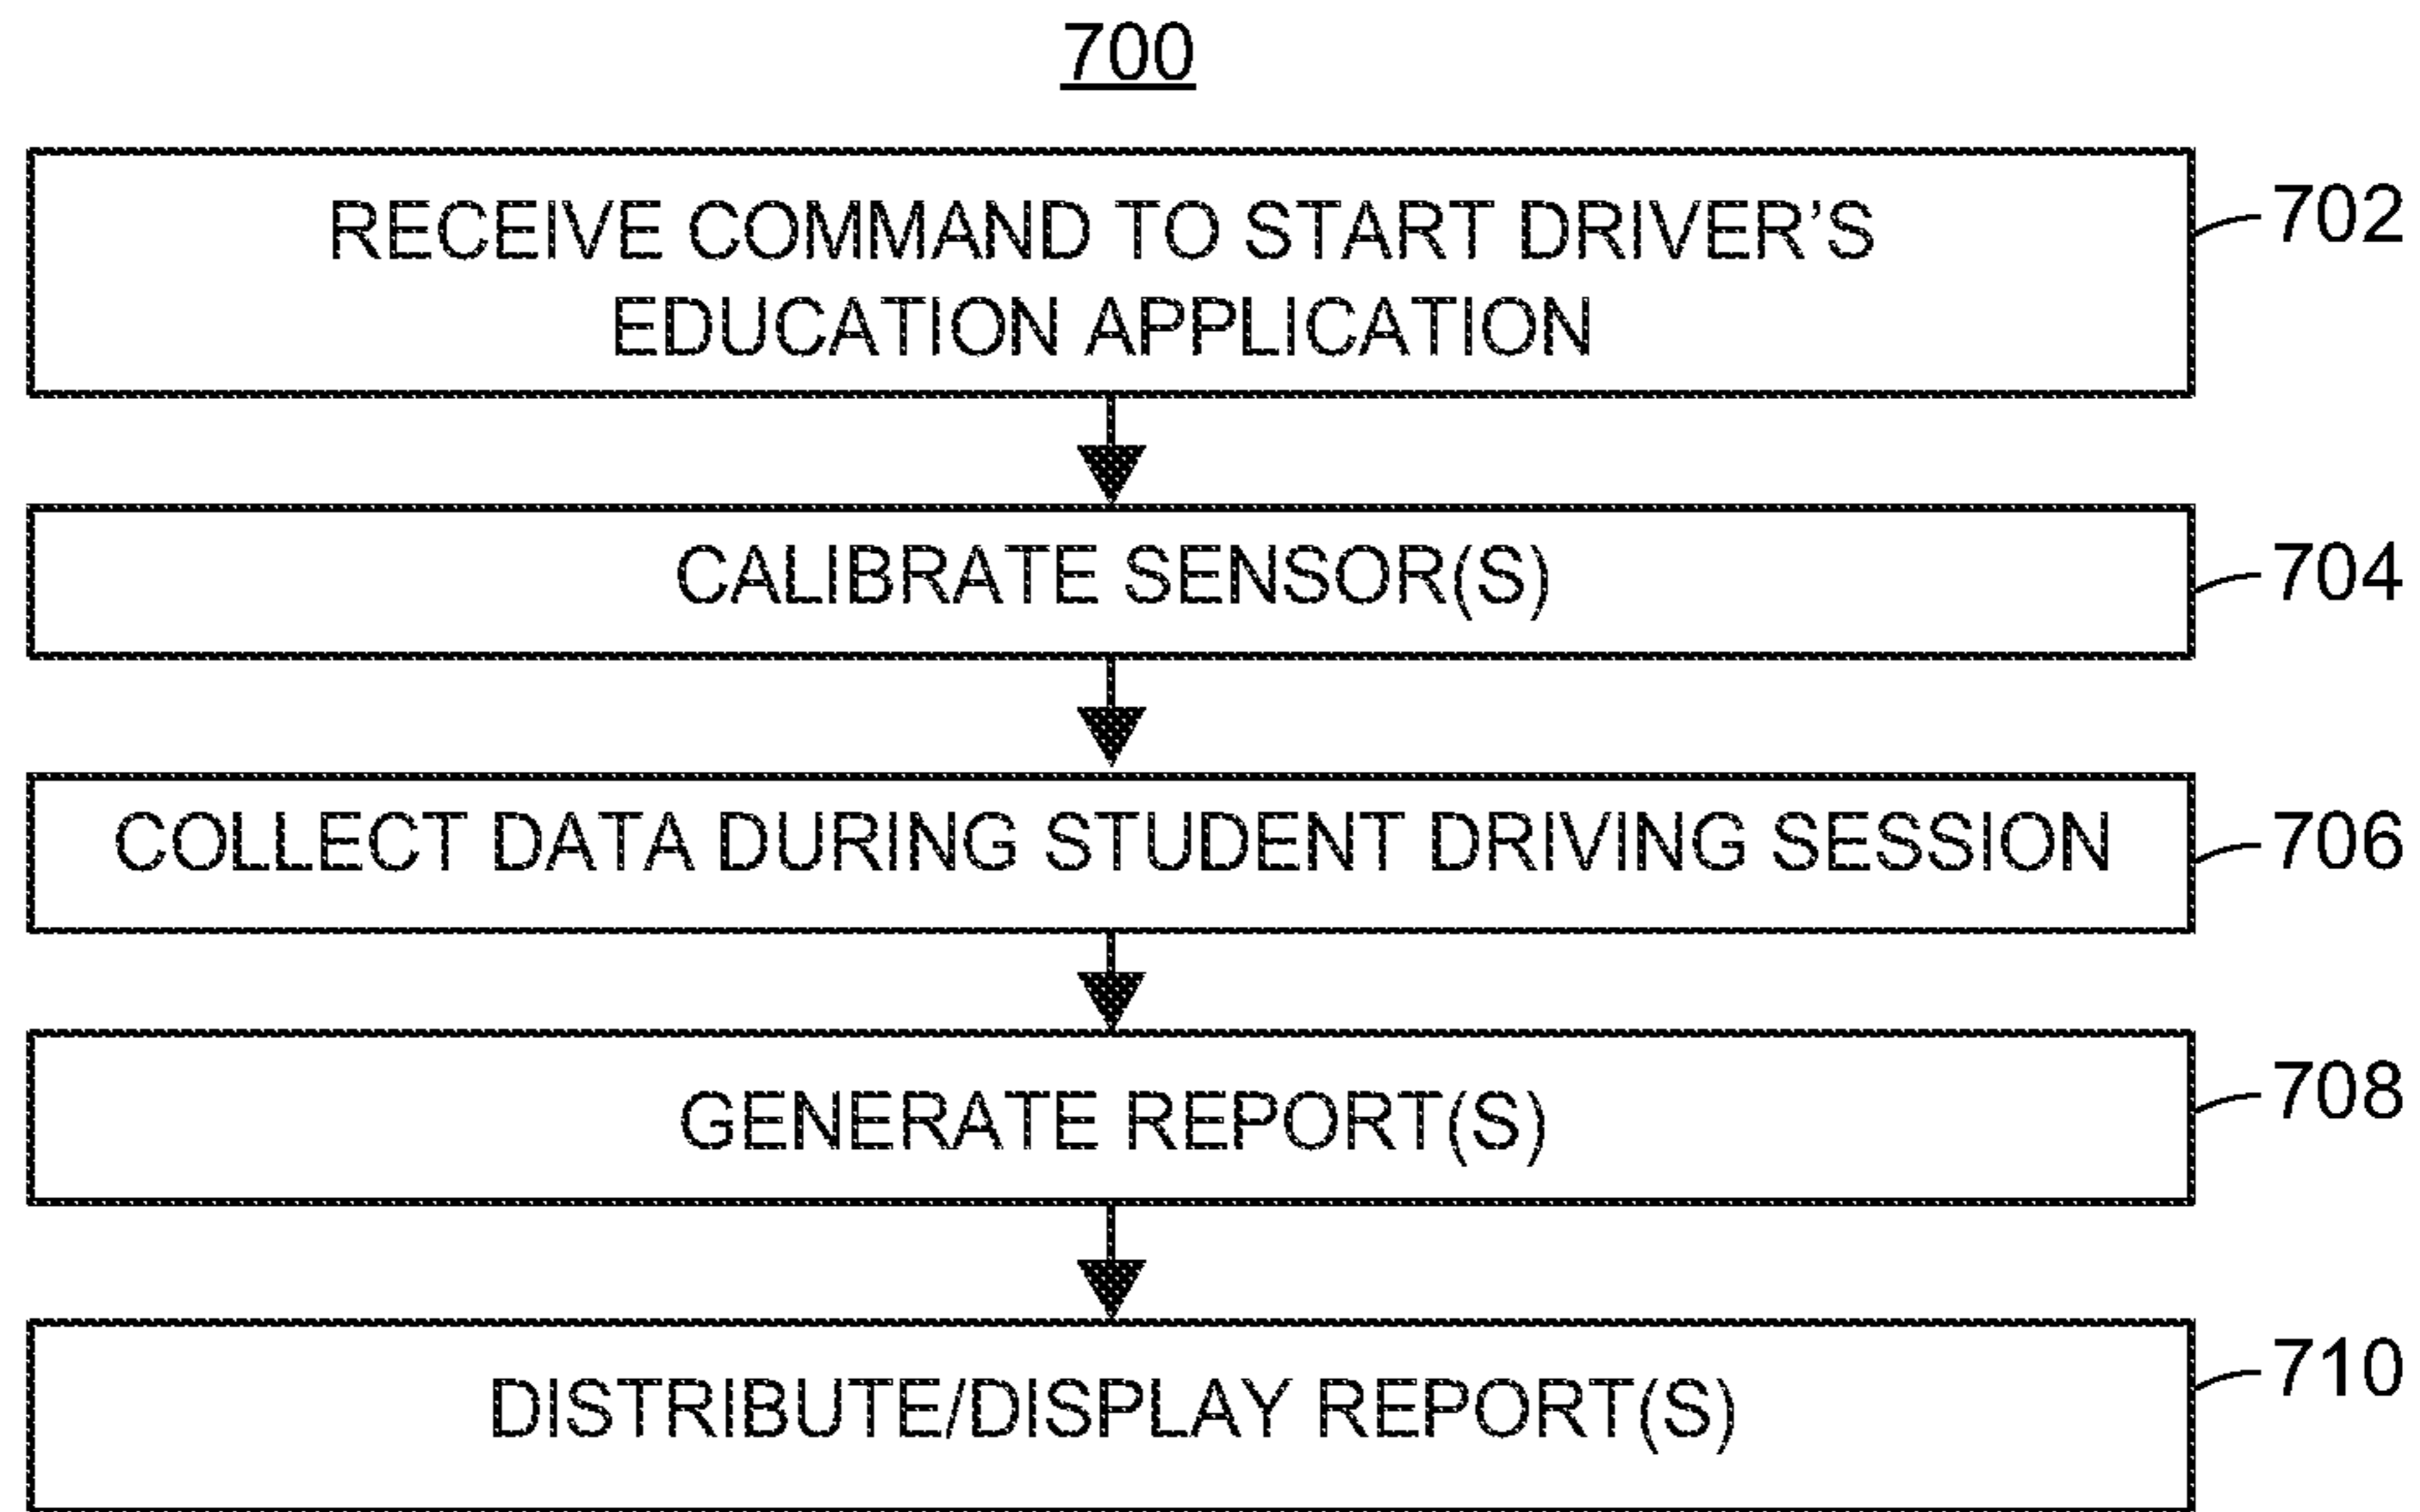 700
RECEIVE COMMAND TO START DRIVER’S
EDUCATION APPLICATION
702
CALIBRATE SENSOR(S)
704
COLLECT DATA DURING STUDENT DRIVING SESSION
706
GENERATE REPORT(S)
708
DISTRIBUTE/DISPLAY REPORT(S)
710